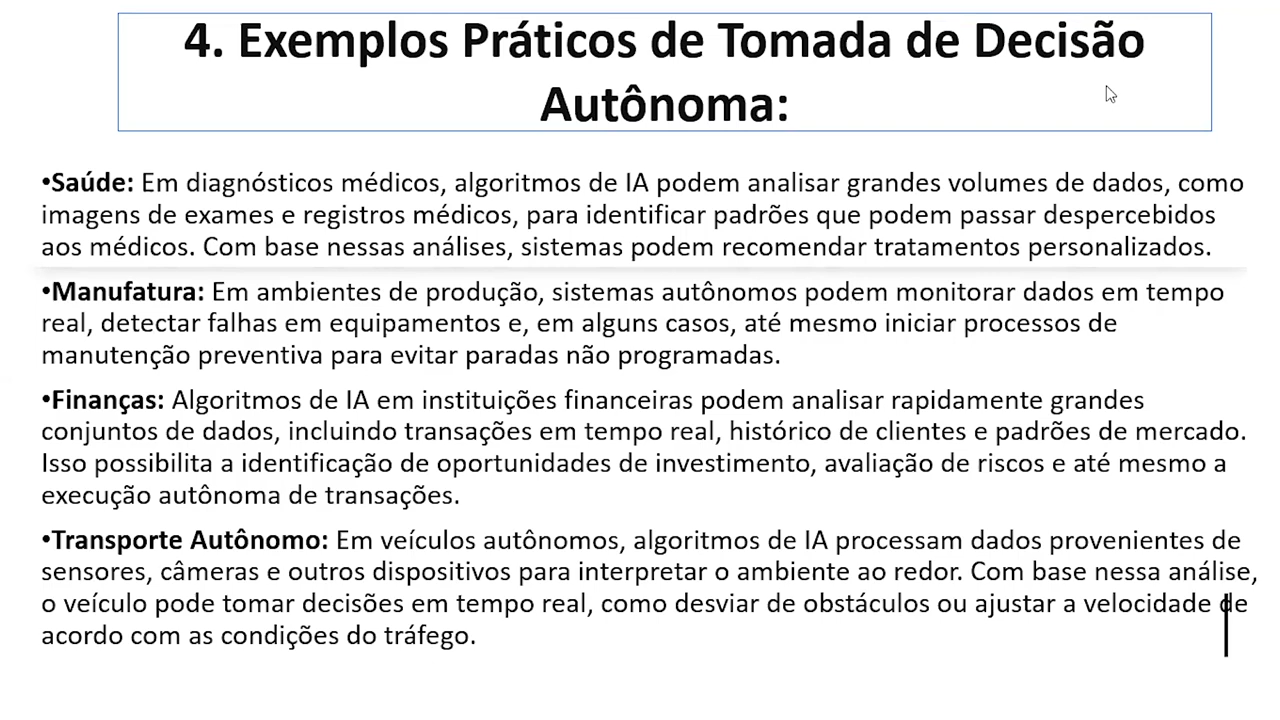 4. Exemplos Práticos de Tomada de Decisão
Autônoma:
•Saúde: Em diagnósticos médicos, algoritmos de IA podem analisar grandes volumes de dados, como
imagens de exames e registros médicos, para identificar padrões que podem passar despercebidos
aos médicos. Com base nessas análises, sistemas podem recomendar tratamentos personalizados.
•Manufatura: Em ambientes de produção, sistemas autônomos podem monitorar dados em tempo
real, detectar falhas em equipamentos e, em alguns casos, até mesmo iniciar processos de
manutenção preventiva para evitar paradas não programadas.
•Finanças: Algoritmos de IA em instituições financeiras podem analisar rapidamente grandes
conjuntos de dados, incluindo transações em tempo real, histórico de clientes e padrões de mercado.
Isso possibilita a identificação de oportunidades de investimento, avaliação de riscos e até mesmo a
execução autônoma de transações.
•Transporte Autônomo: Em veículos autônomos, algoritmos de IA processam dados provenientes de
sensores, câmeras e outros dispositivos para interpretar o ambiente ao redor. Com base nessa análise,
o veículo pode tomar decisões em tempo real, como desviar de obstáculos ou ajustar a velocidade de
acordo com as condições do tráfego.